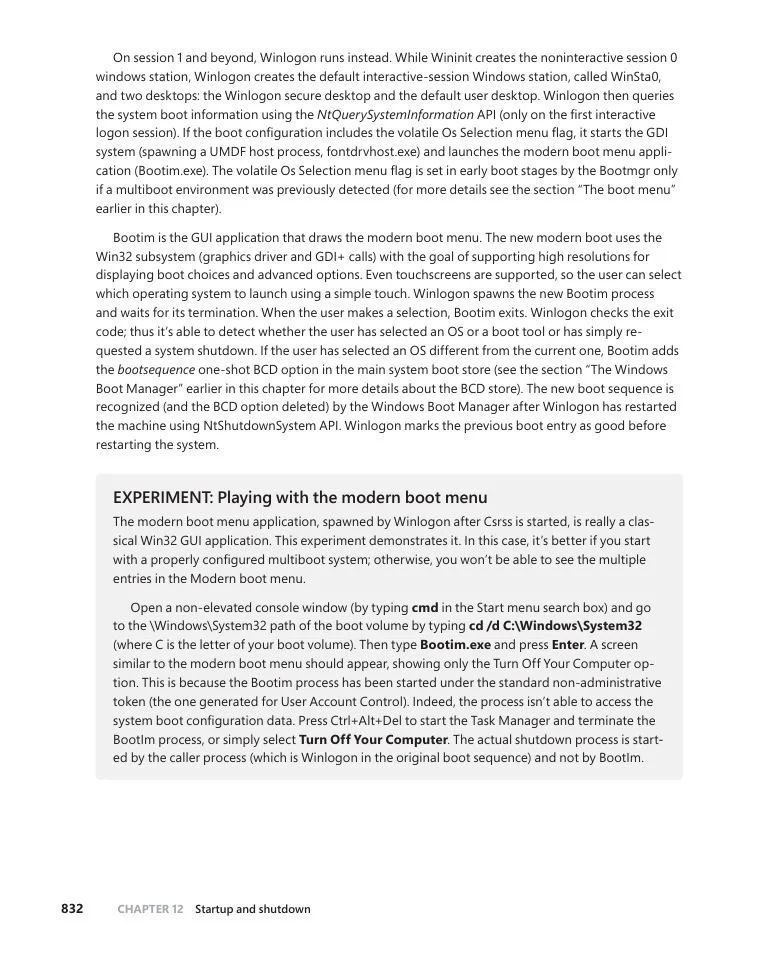 On session 1 and beyond, Winlogon runs instead. While Wininit creates the noninteractive session 0
windows station, Winlogon creates the default interactive-session Windows station, called WinSta0,
and two desktops: the Winlogon secure desktop and the default user desktop. Winlogon then queries
the system boot information using the NtQuerySystemInformation API (only on the first interactive
logon session). If the boot configuration includes the volatile Os Selection menu flag, it starts the GDI
system (spawning a UMDF host process, fontdrvhost.exe) and launches the modern boot menu appli-
cation (Bootim.exe). The volatile Os Selection menu flag is set in early boot stages by the Bootmgr only
if a multiboot environment was previously detected (for more details see the section “The boot menu”
earlier in this chapter).
Bootim is the GUI application that draws the modern boot menu. The new modern boot uses the
Win32 subsystem (graphics driver and GDI+ calls) with the goal of supporting high resolutions for
displaying boot choices and advanced options. Even touchscreens are supported, so the user can select
which operating system to launch using a simple touch. Winlogon spawns the new Bootim process
and waits for its termination. When the user makes a selection, Bootim exits. Winlogon checks the exit
code; thus it’s able to detect whether the user has selected an OS or a boot tool or has simply re-
quested a system shutdown. If the user has selected an OS different from the current one, Bootim adds
the bootsequence one-shot BCD option in the main system boot store (see the section “The Windows
Boot Manager” earlier in this chapter for more details about the BCD store). The new boot sequence is
recognized (and the BCD option deleted) by the Windows Boot Manager after Winlogon has restarted
the machine using NtShutdownSystem API. Winlogon marks the previous boot entry as good before
restarting the system.
EXPERIMENT: Playing with the modern boot menu
The modern boot menu application, spawned by Winlogon after Csrss is started, is really a clas-
sical Win32 GUI application. This experiment demonstrates it. In this case, it’s better if you start
with a properly configured multiboot system; otherwise, you won’t be able to see the multiple
entries in the Modern boot menu.
Open a non-elevated console window (by typing cmd in the Start menu search box) and go
to the \Windows\System32 path of the boot volume by typing cd /d C:\Windows\System32
(where C is the letter of your boot volume). Then type Bootim.exe and press Enter. A screen
similar to the modern boot menu should appear, showing only the Turn Off Your Computer op-
tion. This is because the Bootim process has been started under the standard non-administrative
token (the one generated for User Account Control). Indeed, the process isn’t able to access the
system boot configuration data. Press Ctrl+Alt+Del to start the Task Manager and terminate the
BootIm process, or simply select Turn Off Your Computer. The actual shutdown process is start-
ed by the caller process (which is Winlogon in the original boot sequence) and not by BootIm.
832 CHAPTER 12 Startup and shutdown